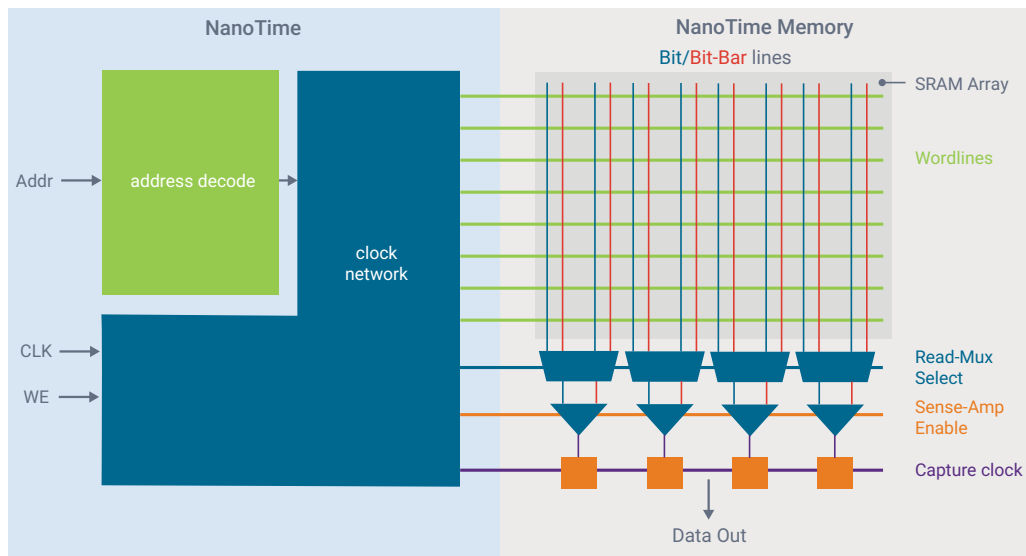 NanoTime
NanoTime Memory
Bit/Bit-Bar lines
SRAM Array
Wordlines
Addr
address decode
clock
network
CLK
WE
Read-Mux
Select
Sense-Amp
Enable
Capture clock
Data Out